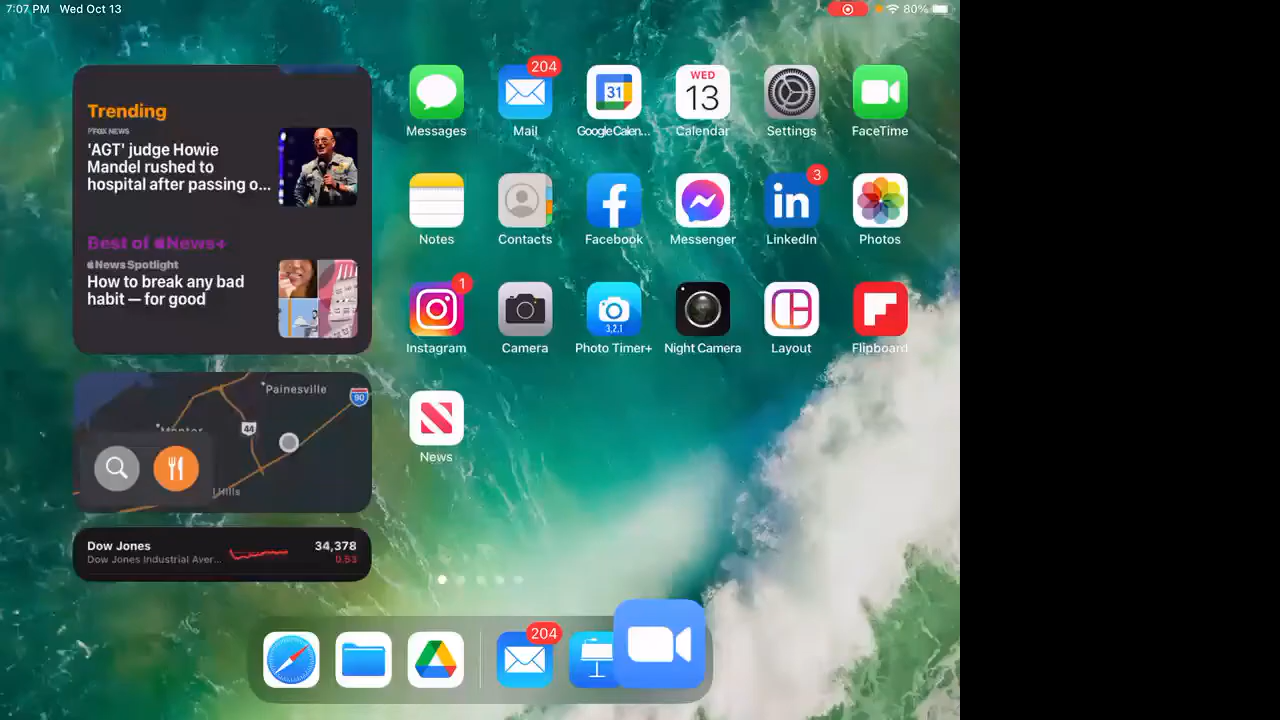 7:07 PM Wed Oct 13
80%
Trending
FOX NEWS
'AGT' judge Howie
Mandel rushed to
hospital after passing o...
Best of News+
News Spotlight
How to break any bad
habit — for good
Painesville
90
44
Mentor
Hills
Dow Jones
34,378
Dow Jones Industrial Aver...
0.53
Messages
204
Mail
31
Google Calen...
WED
13
Calendar
Settings
FaceTime
Notes
Contacts
Facebook
Messenger
3
in
LinkedIn
Photos
1
Instagram
Camera
3,2,1
Photo Timer+
Night Camera
Layout
Flipboard
News
204